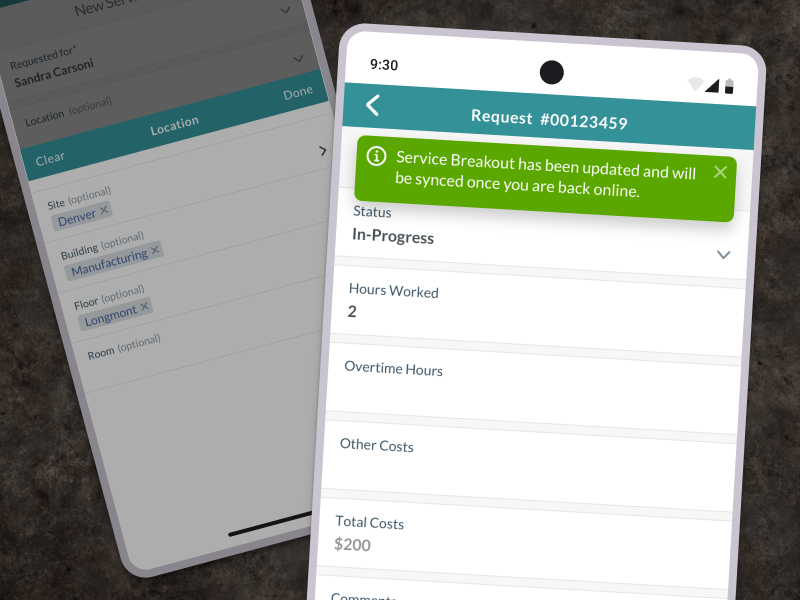 New Serv
Requested for*
Sandra Carsoni
Location (optional)
Clear
Location
Done
Site (optional)
Denver ×
Building (optional)
Manufacturing ×
Floor (optional)
Longmont ×
Room (optional)
9:30
Request #00123459
Service Breakout has been updated and will
be synced once you are back online.
Status
In-Progress
Hours Worked
2
Overtime Hours
Other Costs
Total Costs
$200
Comments